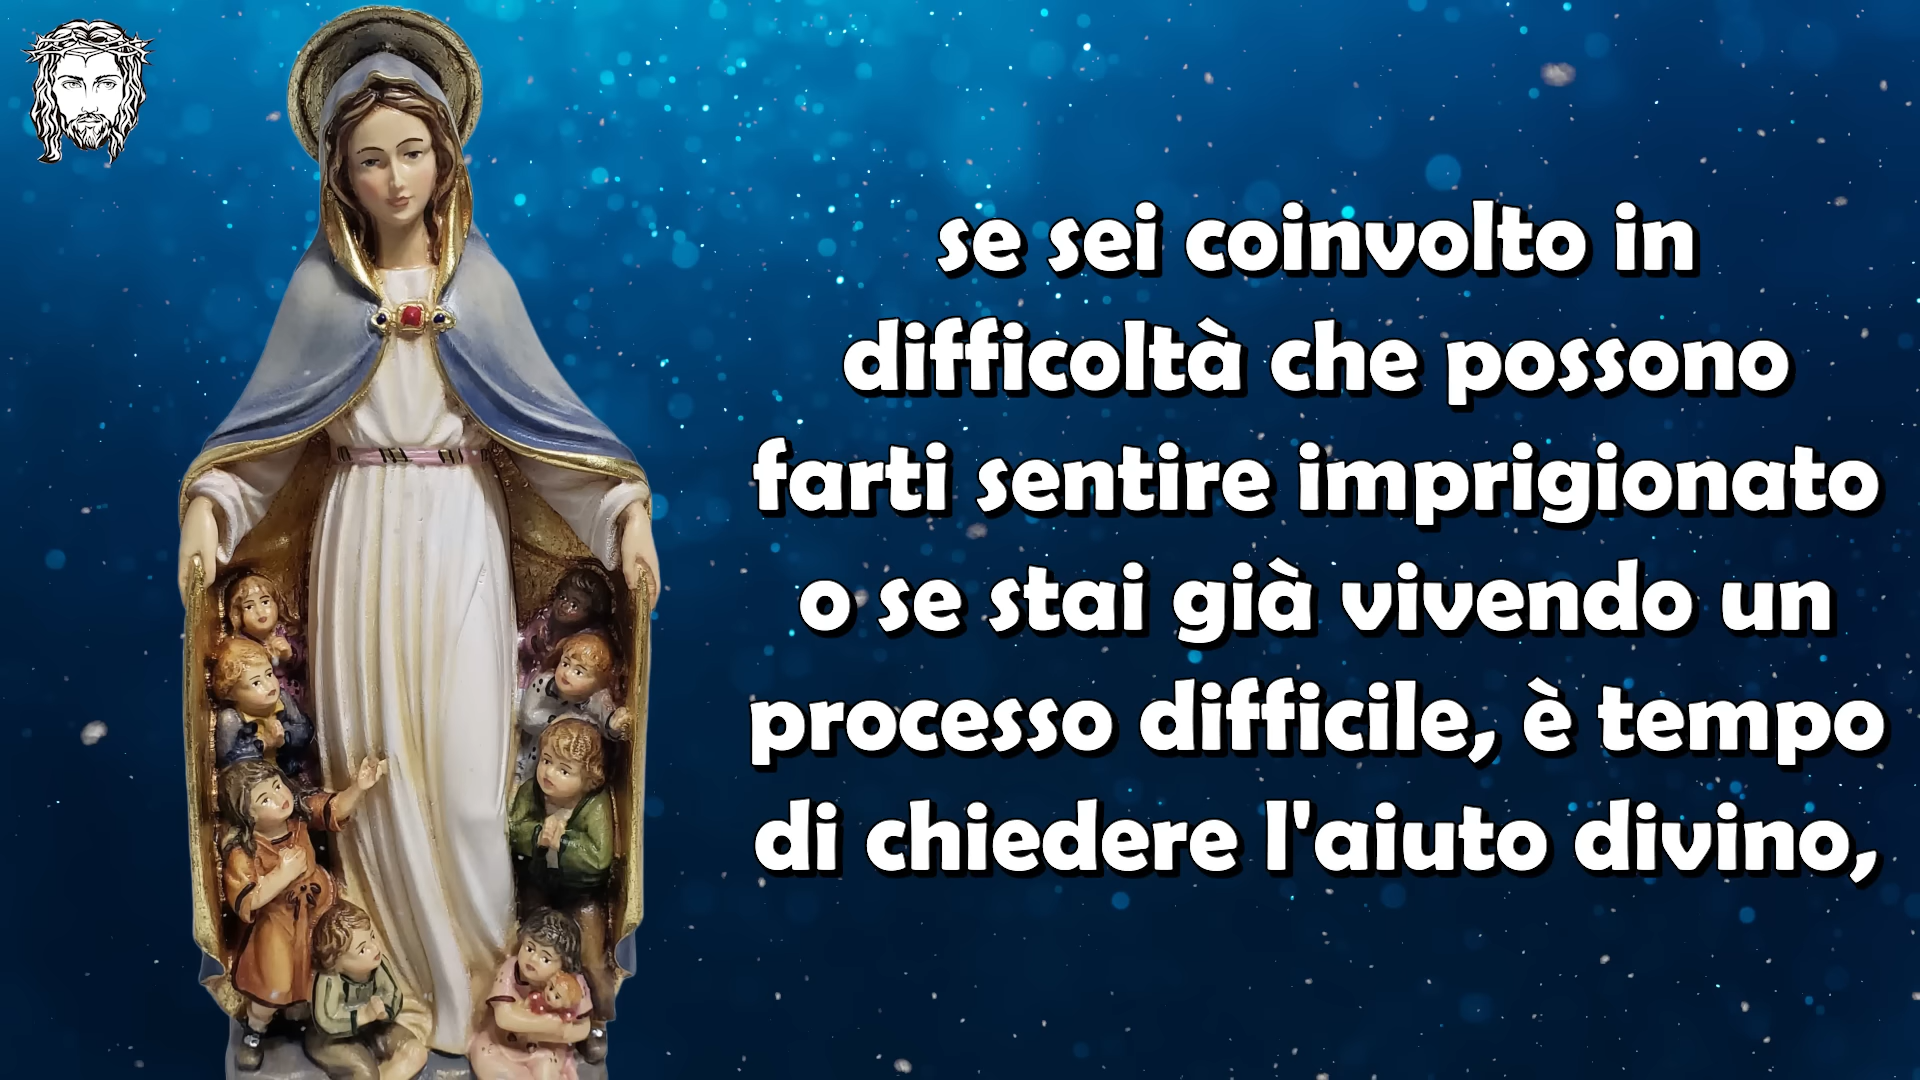 se sei coinvolto in
difficoltà che possono
farti sentire imprigionato
o se stai già vivendo un
processo difficile, è tempo
di chiedere l'aiuto divino,